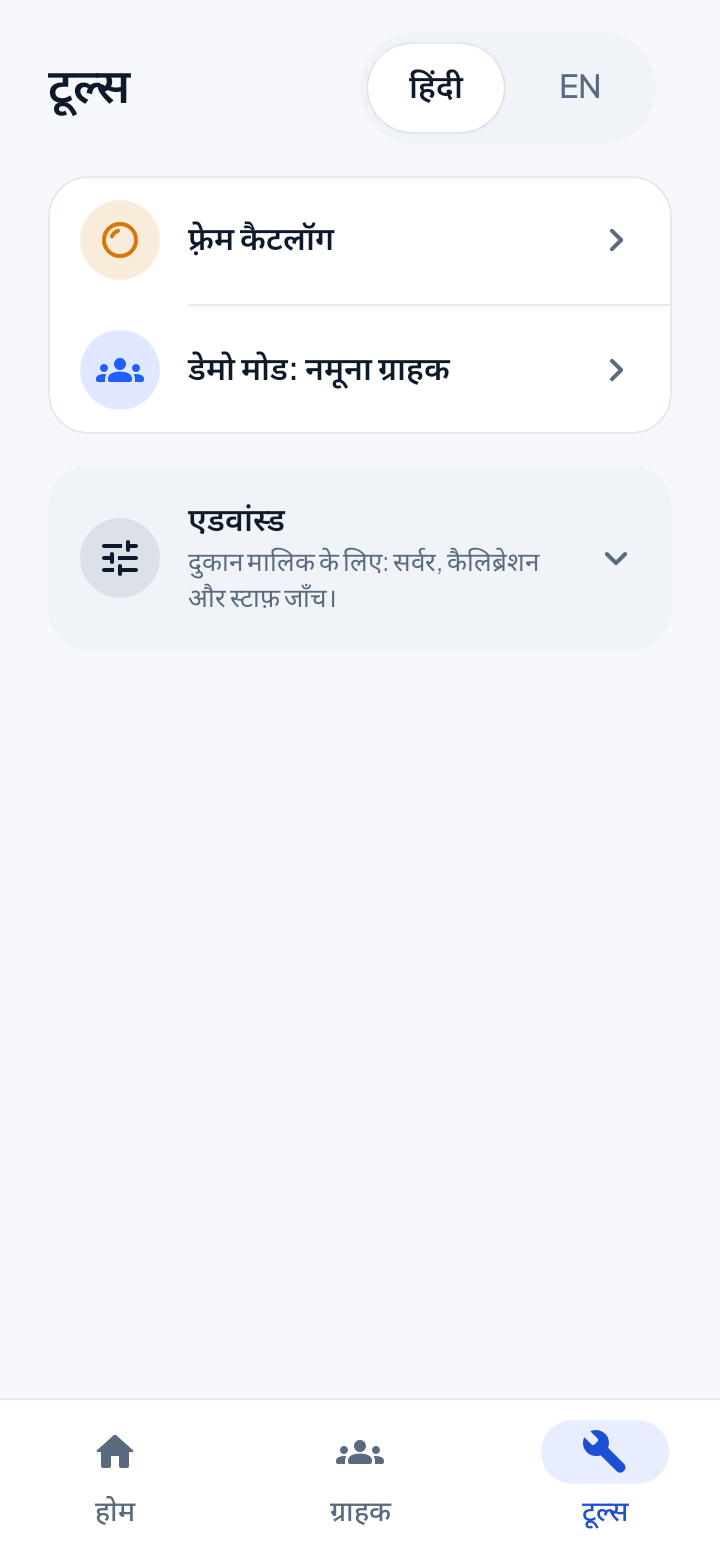 टूल्स
हिंदी
EN
फ़्रेम कैटलॉग
डेमो मोड: नमूना ग्राहक
एडवांस्ड
दुकान मालिक के लिए: सर्वर, कैलिब्रेशन
और स्टाफ़ जाँच।
होम
ग्राहक
टूल्स